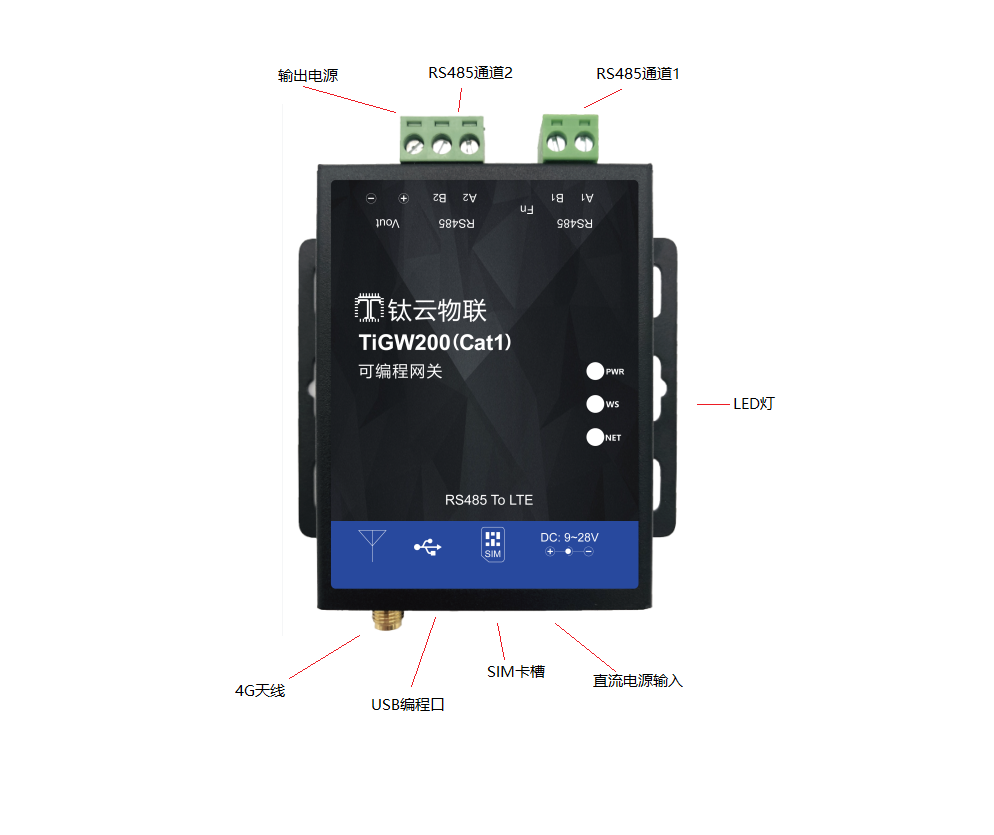 输出电源
RS485通道2
RS485通道1
A2
B2
+
−
A1
B1
Fn
RS485
Vout
RS485
钛云物联
TiGW200(Cat1)
可编程网关
PWR
WS
NET
LED灯
RS485 To LTE
SIM
DC: 9~28V
+ −
4G天线
USB编程口
SIM卡槽
直流电源输入